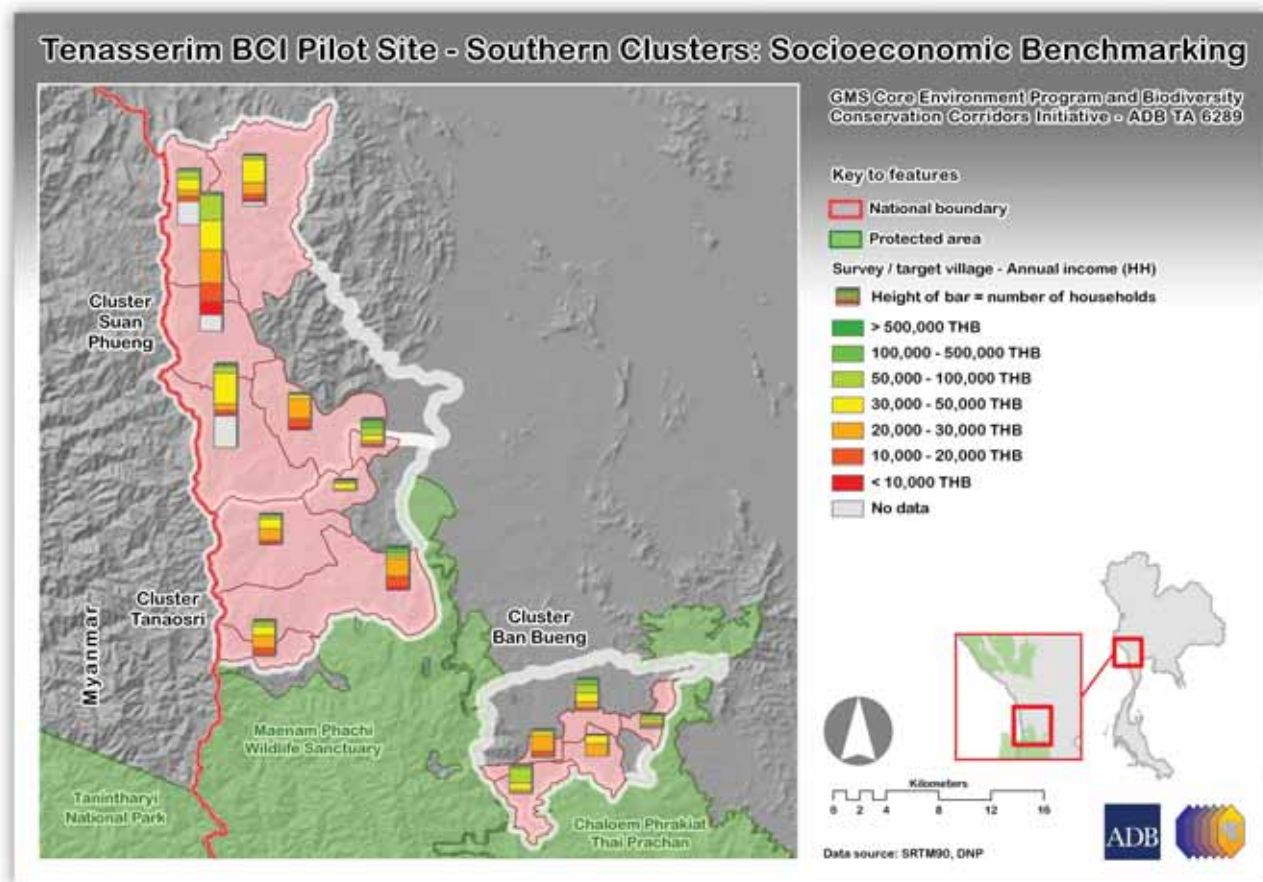 Tenasserim BCI Pilot Site - Southern Clusters: Socioeconomic Benchmarking
GMS Core Environment Program and Biodiversity
Conservation Corridors Initiative - ADB TA 6289
Key to features
National boundary
Protected area
Survey / target village - Annual income (HH)
Height of bar = number of households
> 500,000 THB
100,000 - 500,000 THB
50,000 - 100,000 THB
30,000 - 50,000 THB
20,000 - 30,000 THB
10,000 - 20,000 THB
< 10,000 THB
No data
Cluster
Suan
Phueng
Cluster
Tanaosri
Myanmar
Cluster
Ban Bueng
Maenam Phachi
Wildlife Sanctuary
Tanintharyi
National Park
Chaloem Phrakiat
Thai Prachan
Kilometers
0 2 4 8 12 16
Data source: SRTM90, DNP
ADB